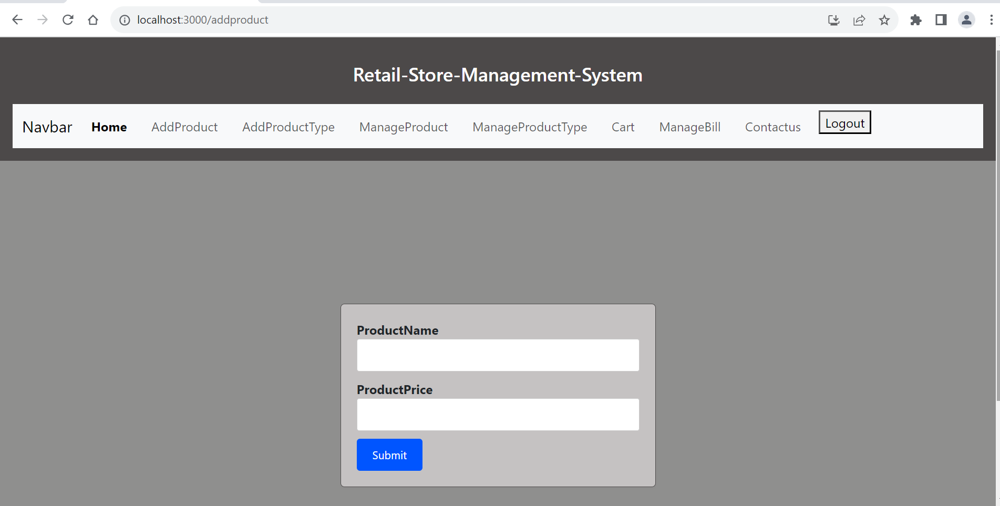 localhost:3000/addproduct
Retail-Store-Management-System
Navbar Home AddProduct AddProductType ManageProduct ManageProductType Cart ManageBill Contactus Logout
ProductName
ProductPrice
Submit